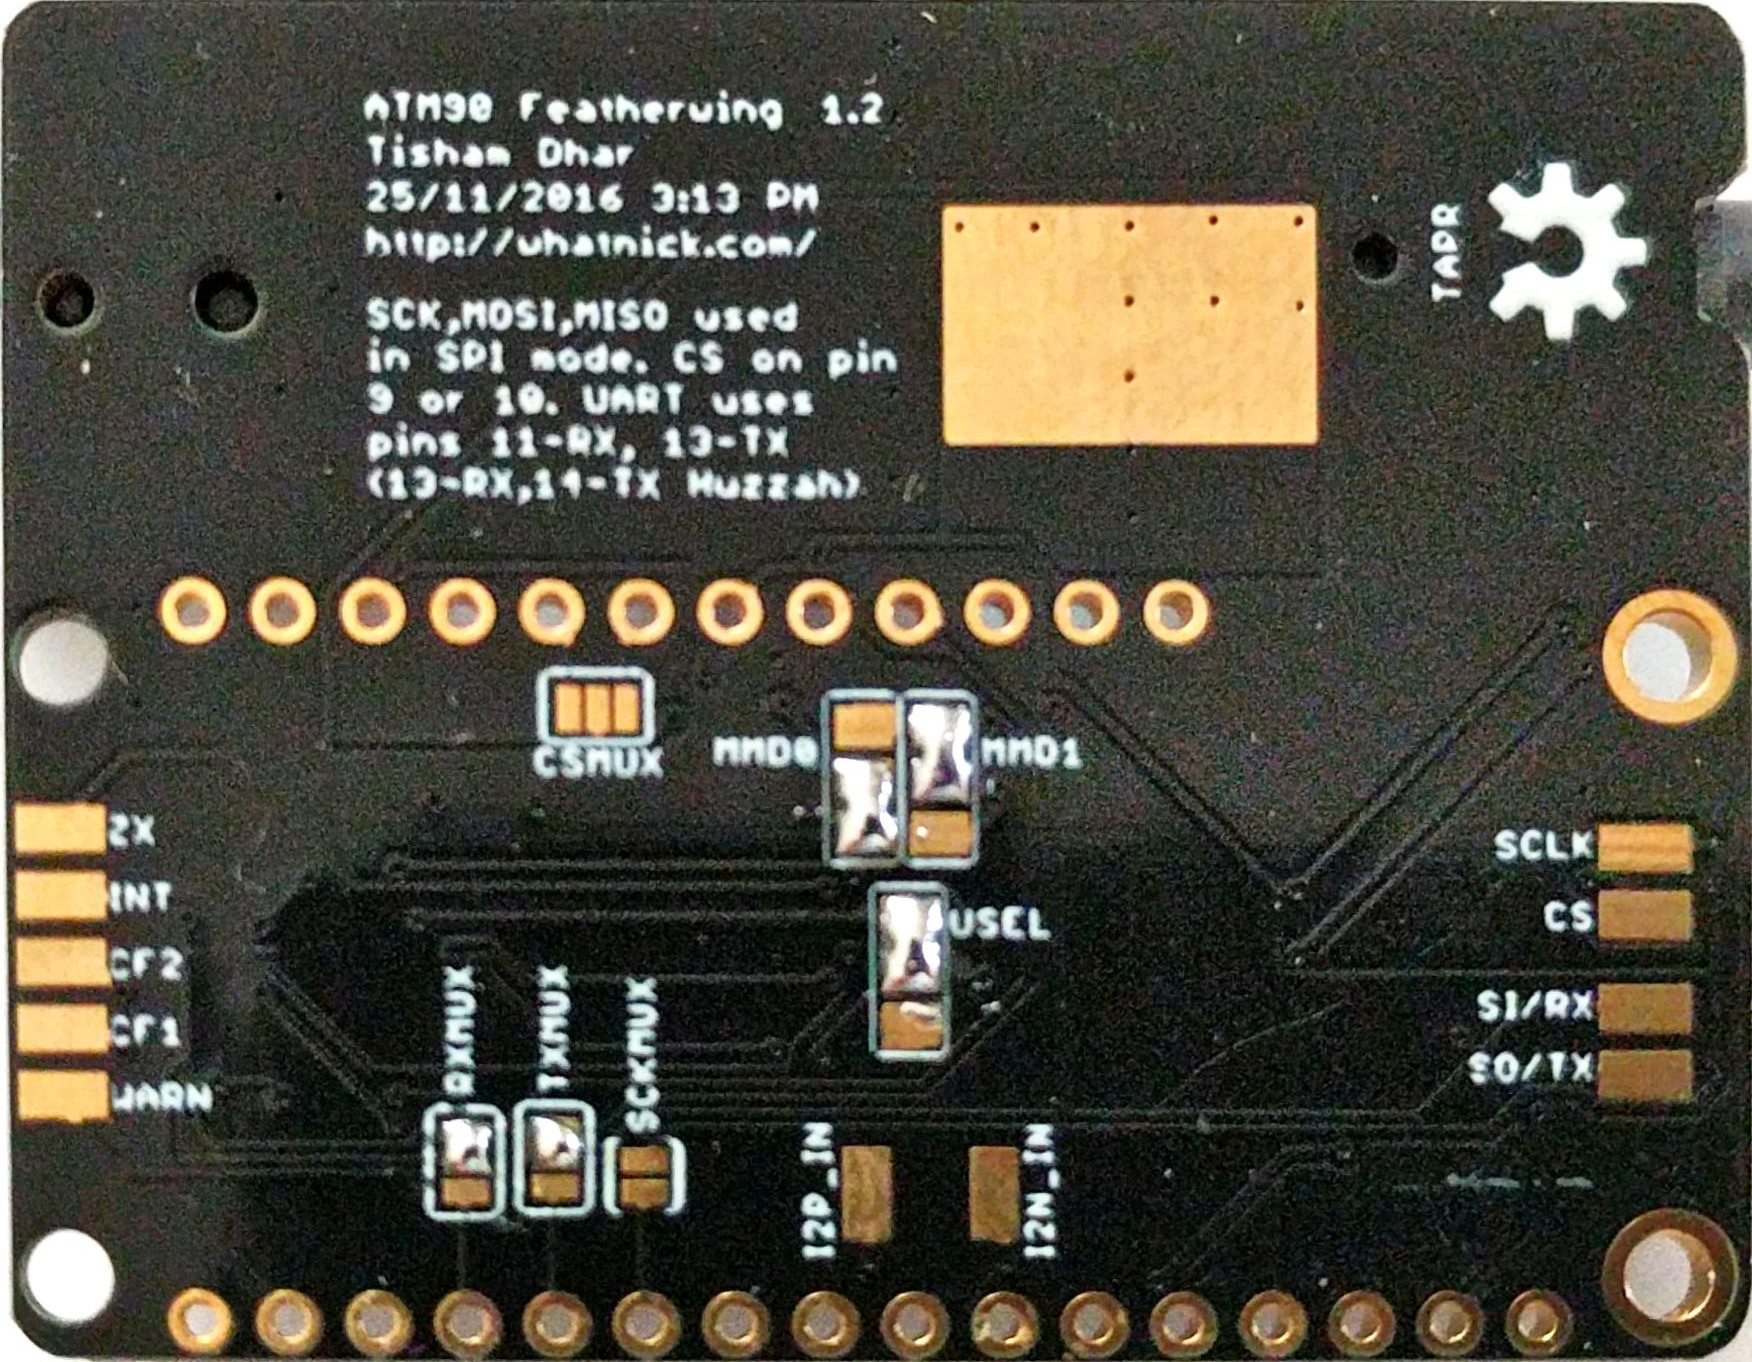 ATM90 Featherwing 1.2
Tisham Dhar
25/11/2016 3:13 PM
http://whatnick.com/
SCK,MOSI,MISO used
in SPI mode. CS on pin
9 or 10. UART uses
pins 11-RX, 13-TX
(13-RX,14-TX Huzzah)
TAPR
CSMUX
MMD0
MMD1
ZX
INT
CF2
CF1
WARN
USEL
SCLK
CS
SI/RX
SO/TX
RXMUX
TXMUX
SCKMUX
I2P_IN
I2N_IN